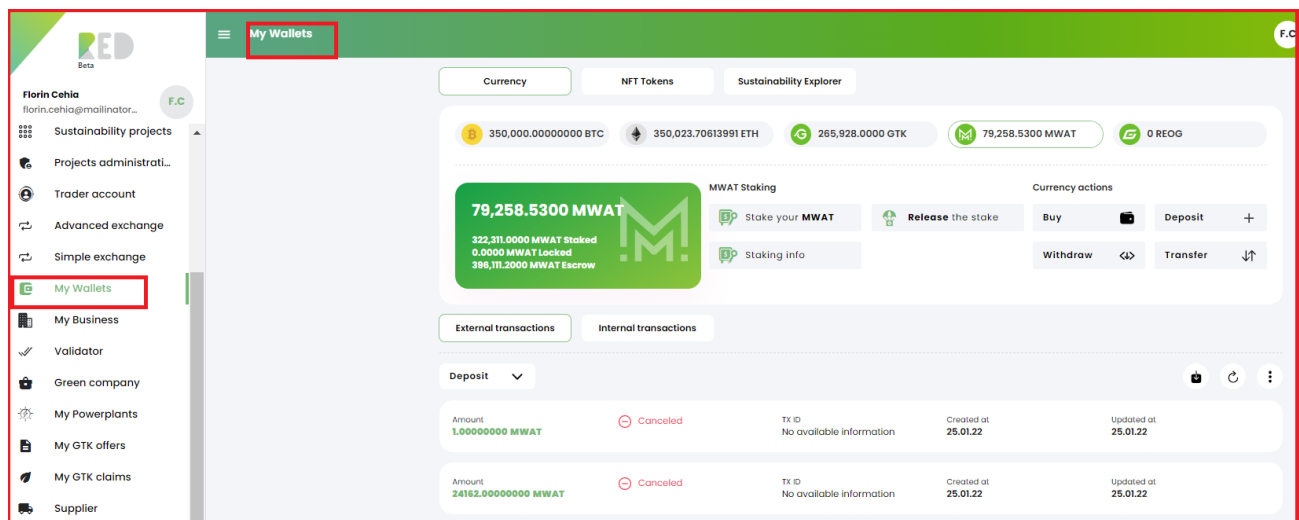 RED
Beta
Florin Cehia
florin.cehia@mailinator...
F.C
Sustainability projects
Projects administrati...
Trader account
Advanced exchange
Simple exchange
My Wallets
My Business
Validator
Green company
My Powerplants
My GTK offers
My GTK claims
Supplier
My Wallets
F.C
Currency
NFT Tokens
Sustainability Explorer
350,000.00000000 BTC
350,023.70613991 ETH
265,928.0000 GTK
79,258.5300 MWAT
0 REOG
79,258.5300 MWAT
322,311.0000 MWAT Staked
0.0000 MWAT Locked
396,111.2000 MWAT Escrow
MWAT Staking
Stake your MWAT
Release the stake
Staking info
Currency actions
Buy
Deposit
Withdraw
Transfer
External transactions
Internal transactions
Deposit
Amount
1.00000000 MWAT
Canceled
TX ID
No available information
Created at
25.01.22
Updated at
25.01.22
Amount
24162.00000000 MWAT
Canceled
TX ID
No available information
Created at
25.01.22
Updated at
25.01.22